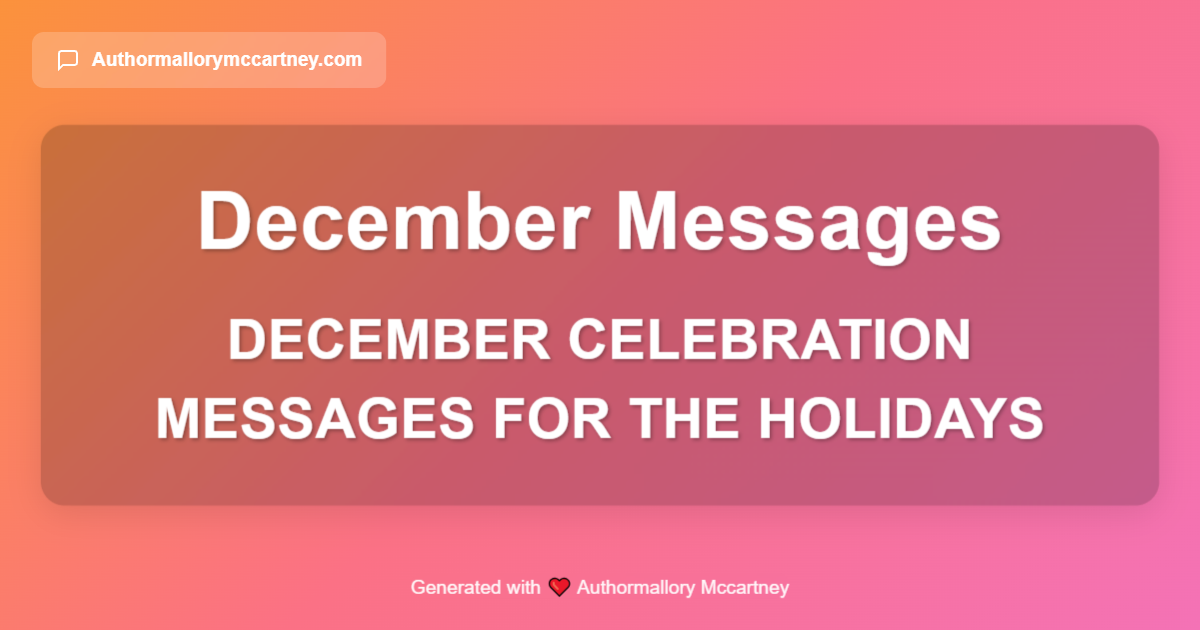 Authormallorymccartney.com
December Messages
DECEMBER CELEBRATION
MESSAGES FOR THE HOLIDAYS
Generated with ❤️ Authormallory Mccartney